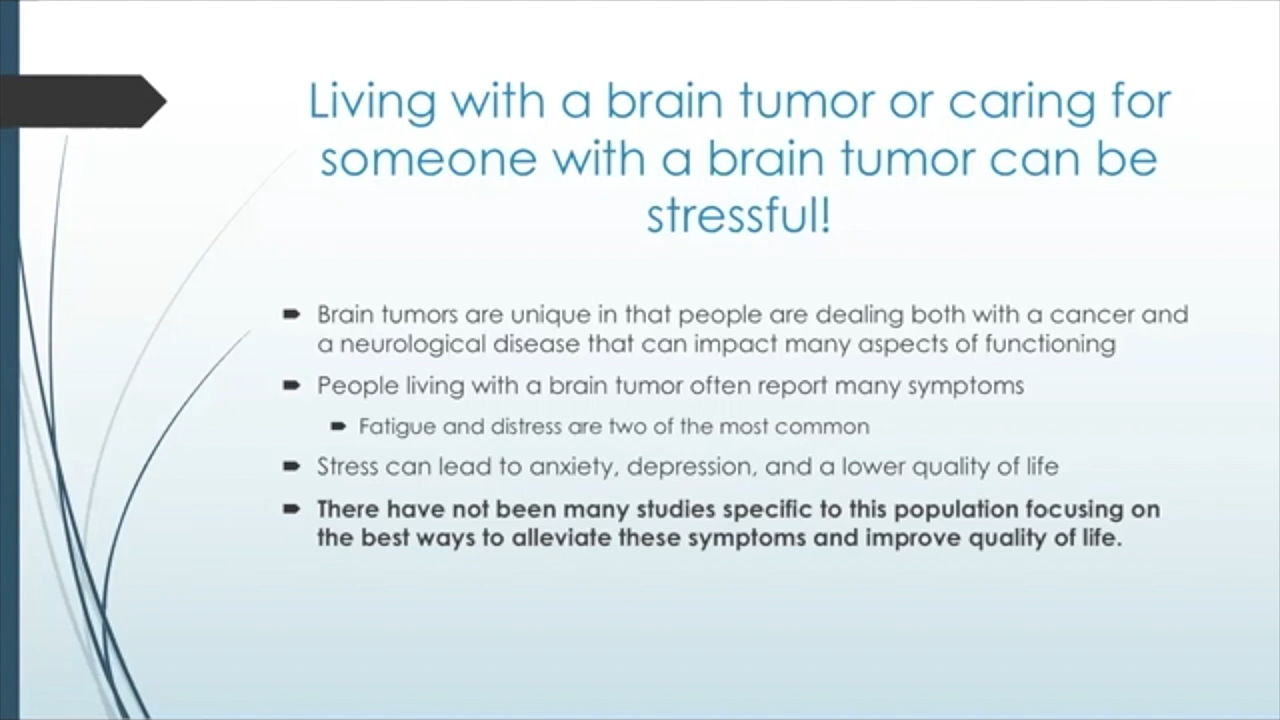 Living with a brain tumor or caring for
someone with a brain tumor can be
stressful!
Brain tumors are unique in that people are dealing both with a cancer and
a neurological disease that can impact many aspects of functioning
People living with a brain tumor often report many symptoms
Fatigue and distress are two of the most common
Stress can lead to anxiety, depression, and a lower quality of life
There have not been many studies specific to this population focusing on
the best ways to alleviate these symptoms and improve quality of life.